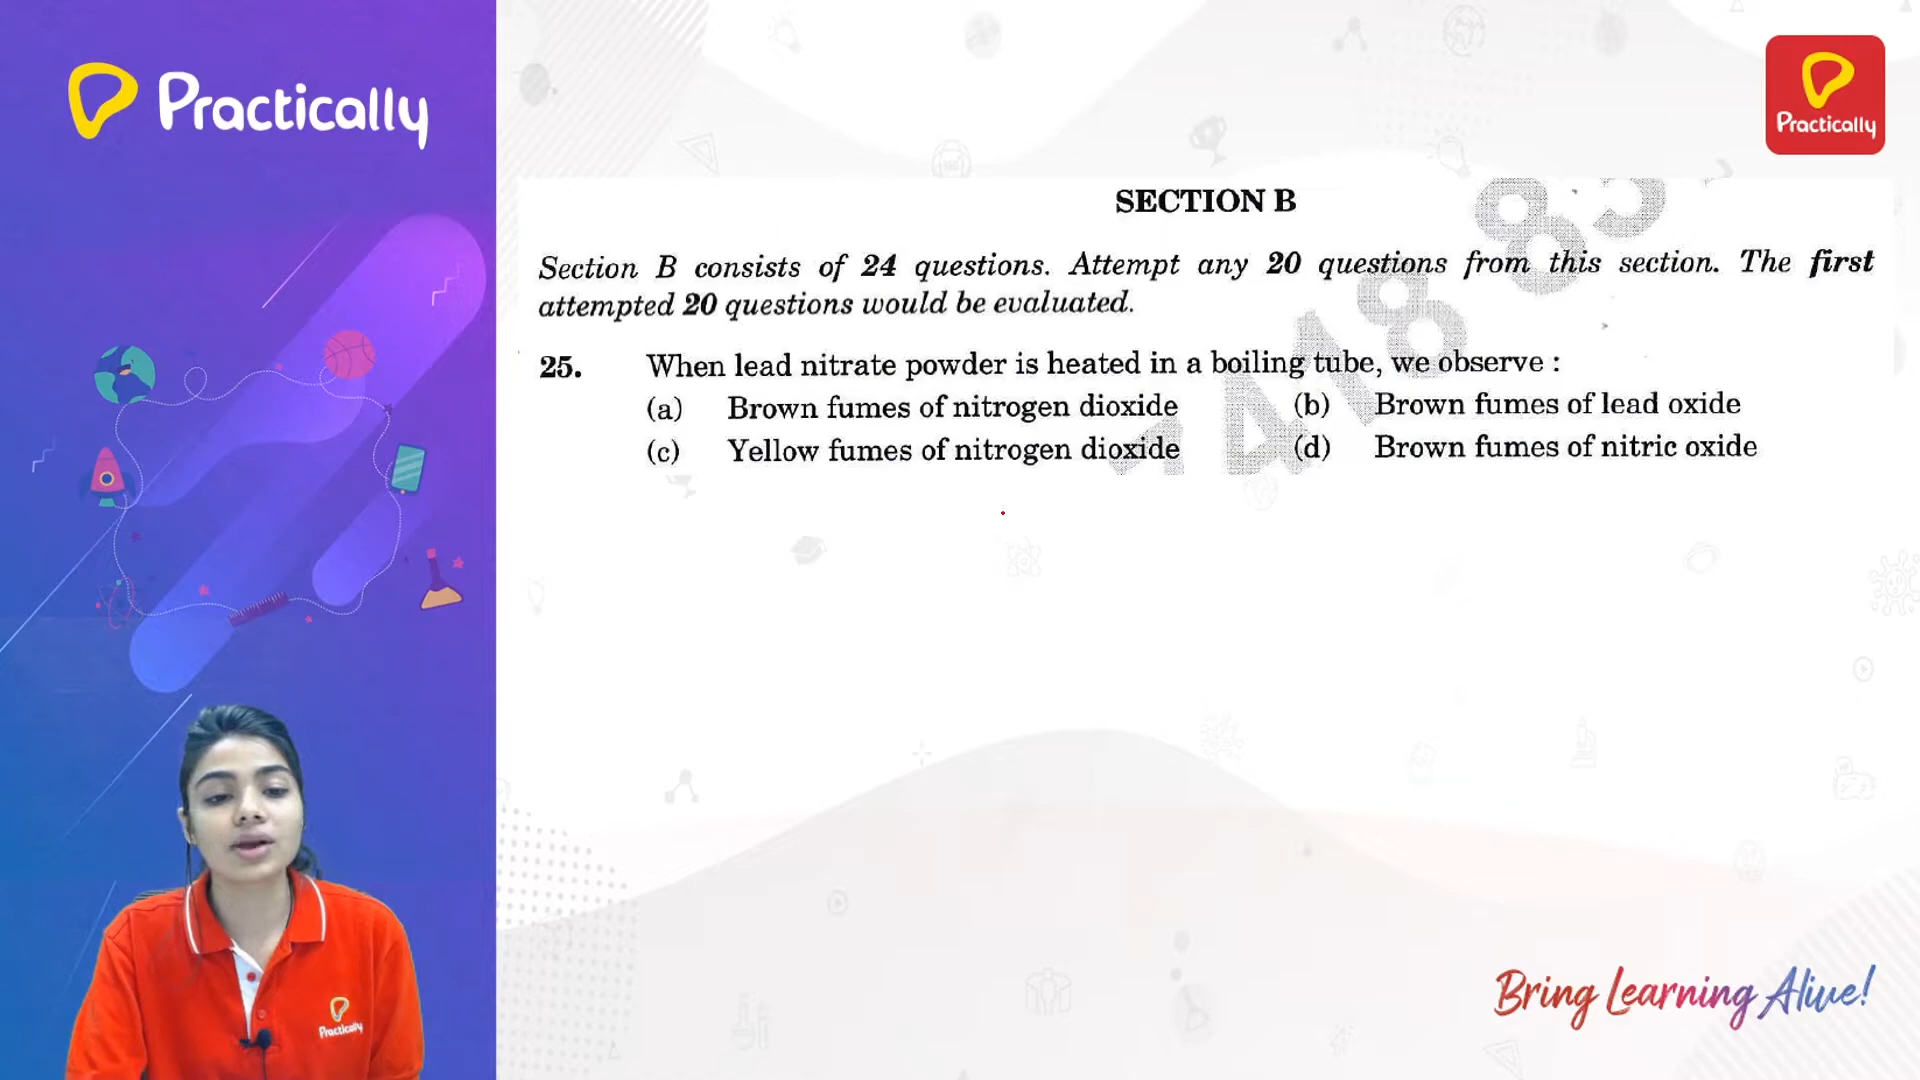 Practically
Practically
SECTION B
Section B consists of 24 questions. Attempt any 20 questions from this section. The first
attempted 20 questions would be evaluated.
25. When lead nitrate powder is heated in a boiling tube, we observe :
(a) Brown fumes of nitrogen dioxide (b) Brown fumes of lead oxide
(c) Yellow fumes of nitrogen dioxide (d) Brown fumes of nitric oxide
Practically
Bring Learning Alive!